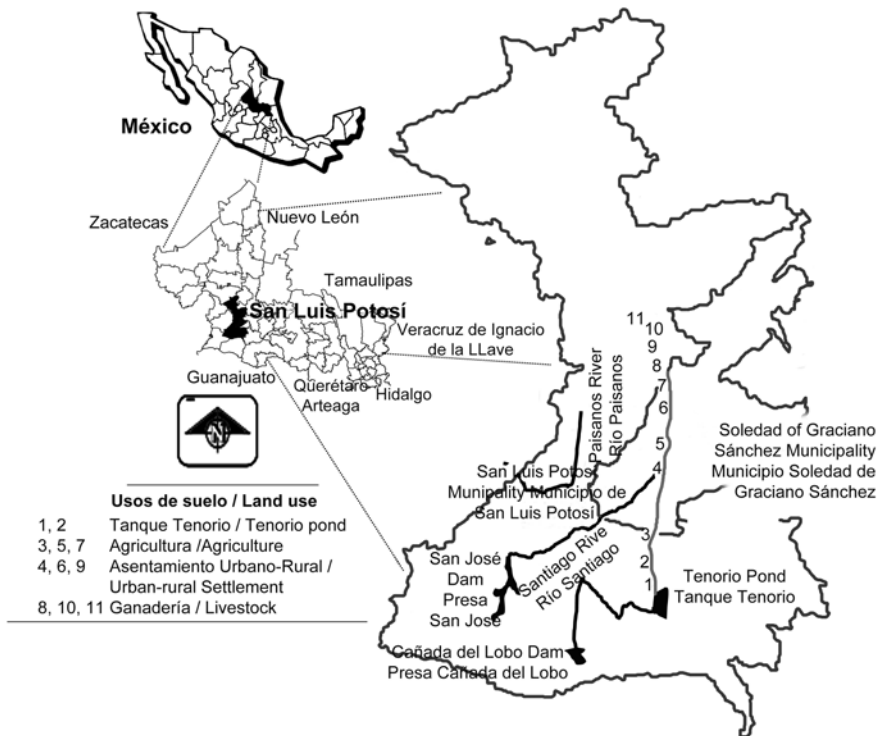 México
Zacatecas
Nuevo León
Tamaulipas
San Luis Potosí
Veracruz de Ignacio
de la LLave
Guanajuato
Querétaro
Arteaga
Hidalgo
N
Usos de suelo / Land use
1, 2 Tanque Tenorio / Tenorio pond
3, 5, 7 Agricultura /Agriculture
4, 6, 9 Asentamiento Urbano-Rural /
Urban-rural Settlement
8, 10, 11 Ganadería / Livestock
11
10
9
8
7
6
5
4
3
2
1
Paisanos River
Río Paisanos
Soledad of Graciano
Sánchez Municipality
Municipio Soledad de
Graciano Sánchez
San Luis Potosí
Munipality Municipio de
San Luis Potosí
San José
Dam
Presa
San José
Santiago Rive
Río Santiago
Tenorio Pond
Tanque Tenorio
Cañada del Lobo Dam
Presa Cañada del Lobo